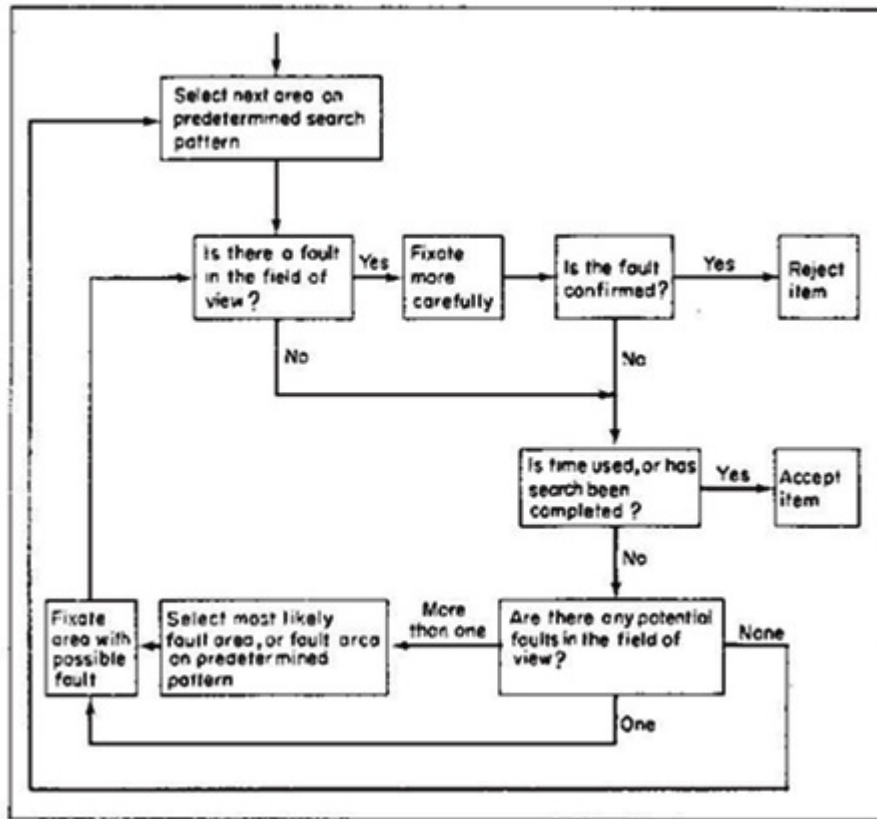 Select next area on
predetermined search
pattern
Is there a fault
in the field of
view?
Yes
Fixate
more
carefully
Is the fault
confirmed?
Yes
Reject
item
No
No
Is time used, or has
search been
completed ?
Yes
Accept
item
No
Fixate
area with
possible
fault
Select most likely
fault area, or fault area
on predetermined
pattern
More
than one
Are there any potential
faults in the field of
view?
None
One